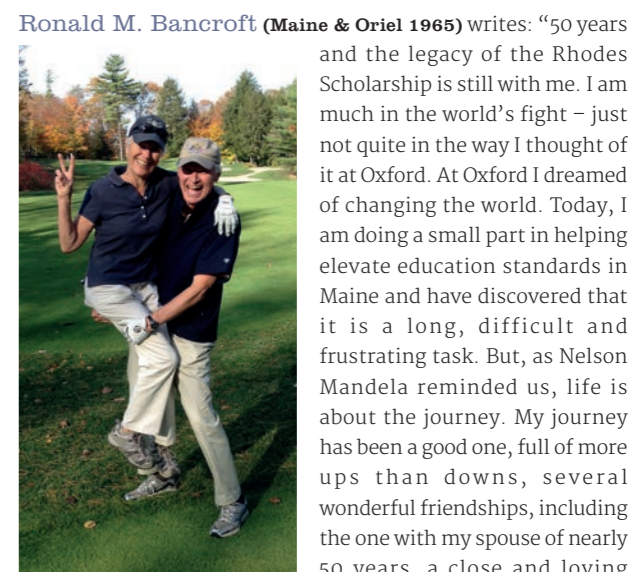 Ronald M. Bancroft (Maine & Oriel 1965) writes: “50 years
and the legacy of the Rhodes
Scholarship is still with me. I am
much in the world’s fight – just
not quite in the way I thought of
it at Oxford. At Oxford I dreamed
of changing the world. Today, I
am doing a small part in helping
elevate education standards in
Maine and have discovered that
it is a long, difficult and
frustrating task. But, as Nelson
Mandela reminded us, life is
about the journey. My journey
has been a good one, full of more
ups than downs, several
wonderful friendships, including
the one with my spouse of nearly
50 years, a close and loving